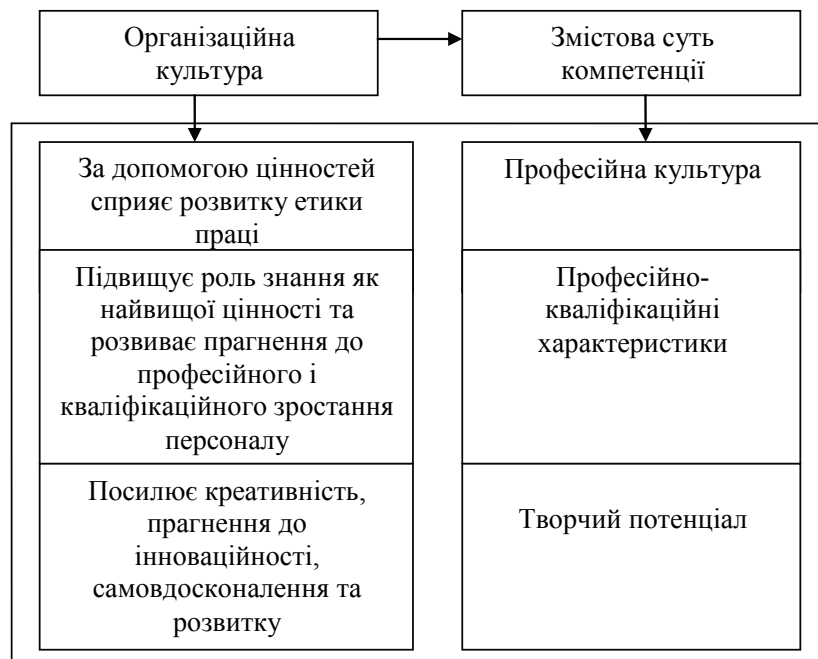 Організаційна
культура
Змістова суть
компетенції
За допомогою цінностей
сприяє розвитку етики
праці
Професійна культура
Підвищує роль знання як
найвищої цінності та
розвиває прагнення до
професійного і
кваліфікаційного зростання
персоналу
Професійно-
кваліфікаційні
характеристики
Посилює креативність,
прагнення до
інноваційності,
самовдосконалення та
розвитку
Творчий потенціал